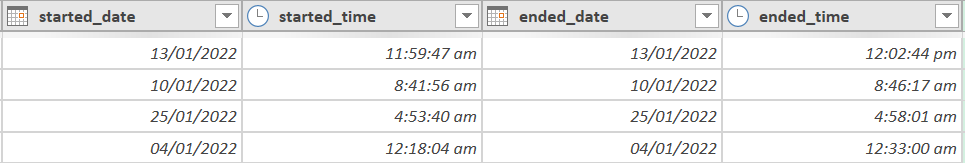 started_date started_time ended_date ended_time
13/01/2022 11:59:47 am 13/01/2022 12:02:44 pm
10/01/2022 8:41:56 am 10/01/2022 8:46:17 am
25/01/2022 4:53:40 am 25/01/2022 4:58:01 am
04/01/2022 12:18:04 am 04/01/2022 12:33:00 am